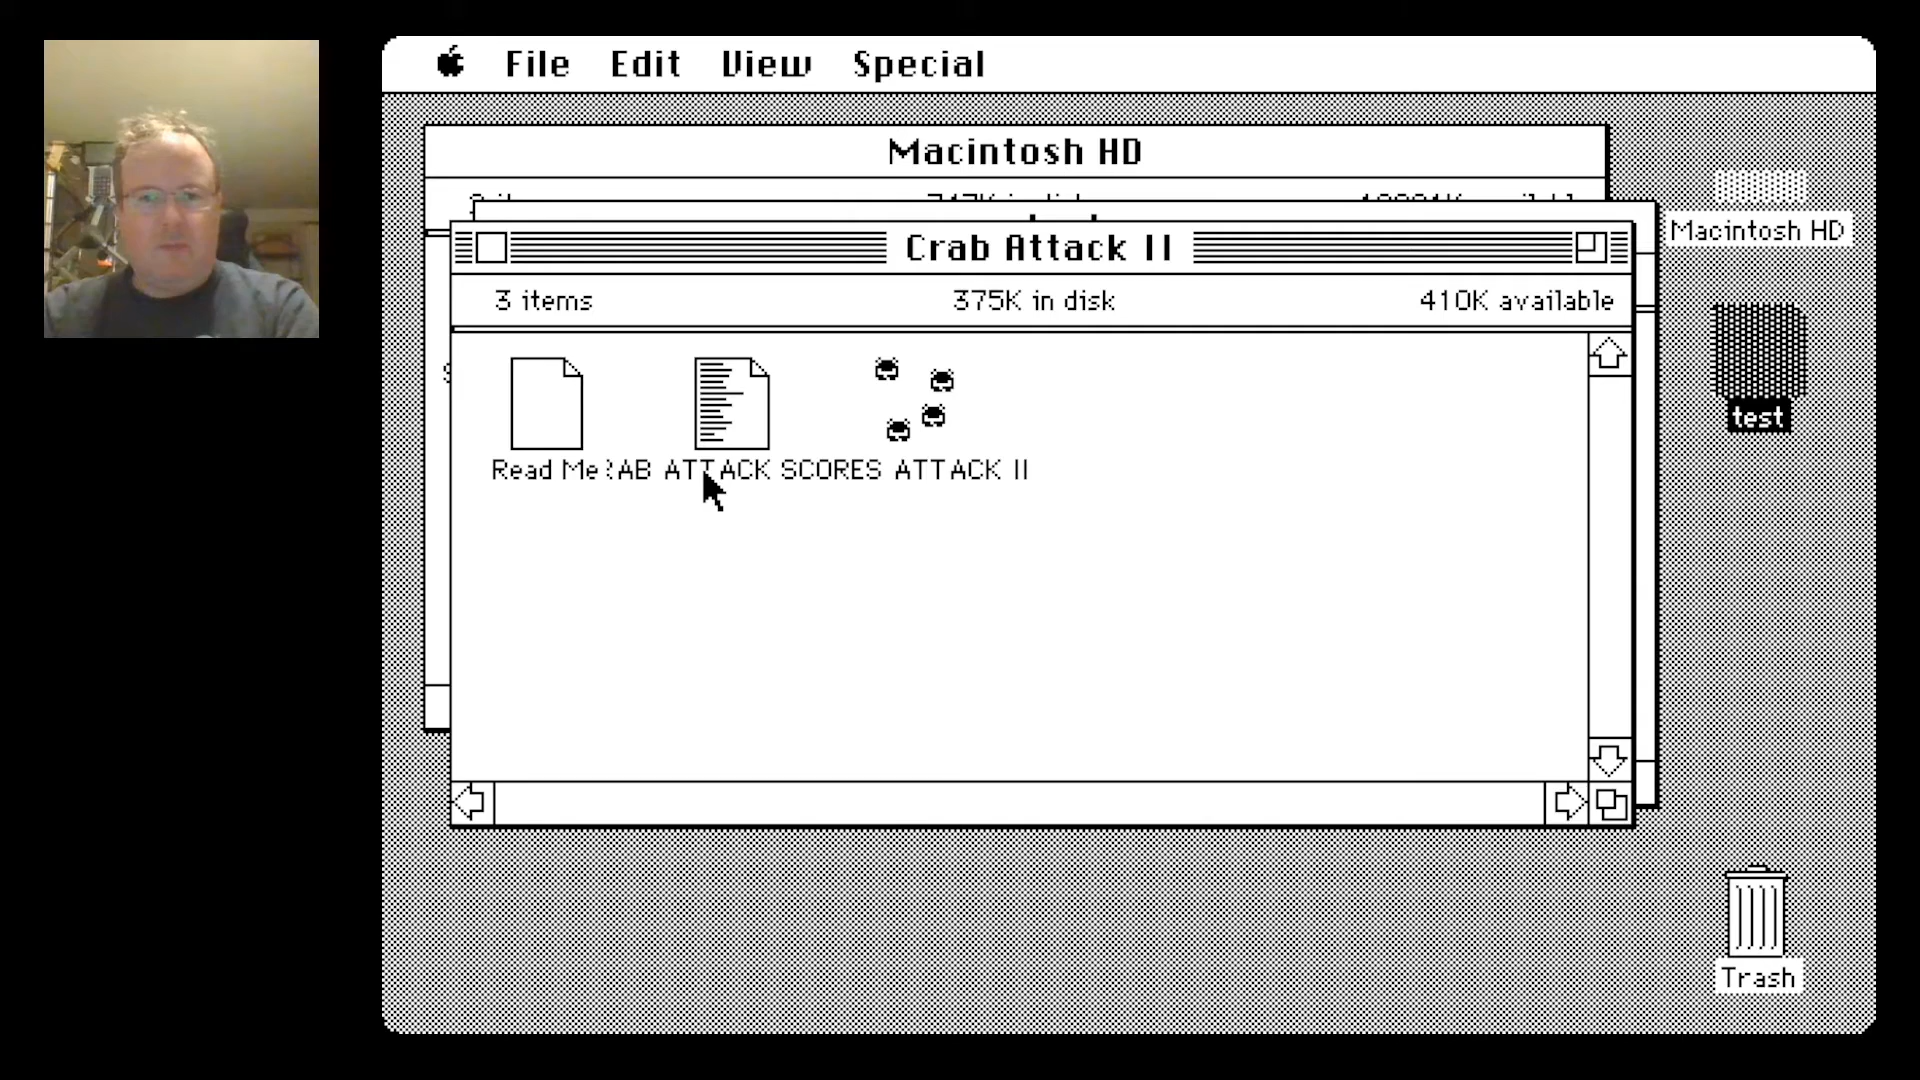 File Edit View Special
Macintosh HD
Crab Attack II
3 items 375K in disk 410K available
Read Me ATTACK SCORES ATTACK II
Macintosh HD
test
Trash